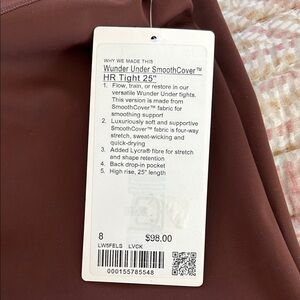 WHY WE MADE THIS
Wunder Under SmoothCover™
HR Tight 25"
1. Flow, train, or restore in our
versatile Wunder Under tights.
This version is made from
SmoothCover™ fabric for
smoothing support
2. Luxuriously soft and supportive
SmoothCover™ fabric is four-way
stretch, sweat-wicking and
quick-drying
3. Added Lycra® fibre for stretch
and shape retention
4. Back drop-in pocket
5. High rise, 25" length
8 $98.00
LW5FELS LVCK
000155785548